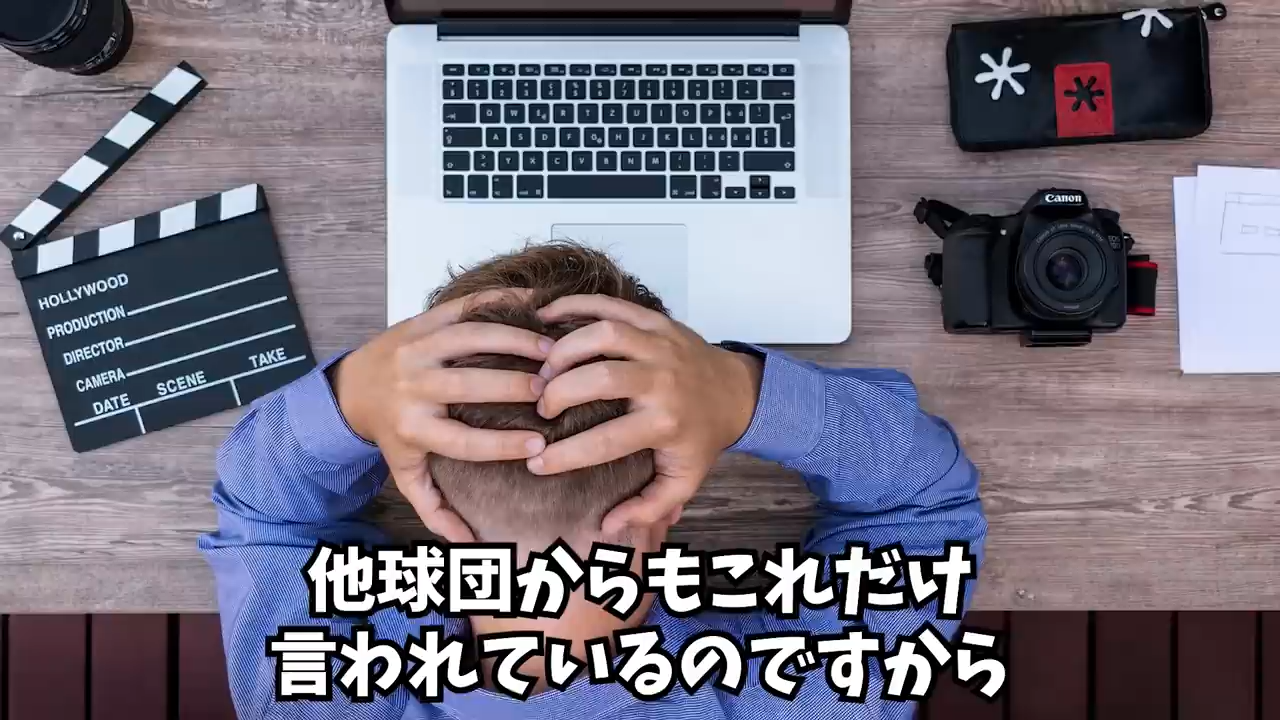 HOLLYWOOD
PRODUCTION
DIRECTOR
CAMERA
DATE
SCENE
TAKE
Canon
Q W E R T Z U I O P
A S D F G H J K L
Y X C V B N M
他球団からもこれだけ
言われているのですから